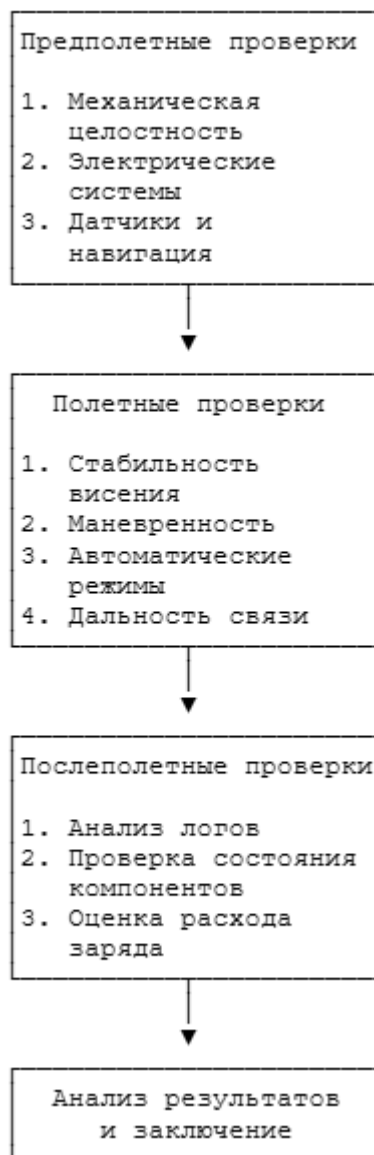 Предполетные проверки
1. Механическая
целостность
2. Электрические
системы
3. Датчики и
навигация
Полетные проверки
1. Стабильность
висения
2. Маневренность
3. Автоматические
режимы
4. Дальность связи
Послеполетные проверки
1. Анализ логов
2. Проверка состояния
компонентов
3. Оценка расхода
заряда
Анализ результатов
и заключение